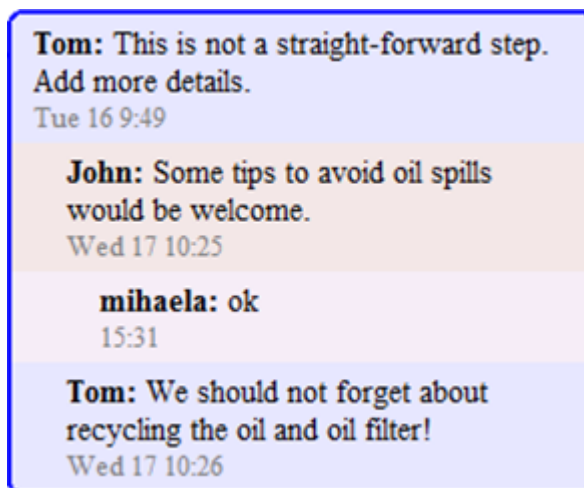 Tom: This is not a straight-forward step.
Add more details.
Tue 16 9:49
John: Some tips to avoid oil spills
would be welcome.
Wed 17 10:25
mihaela: ok
15:31
Tom: We should not forget about
recycling the oil and oil filter!
Wed 17 10:26